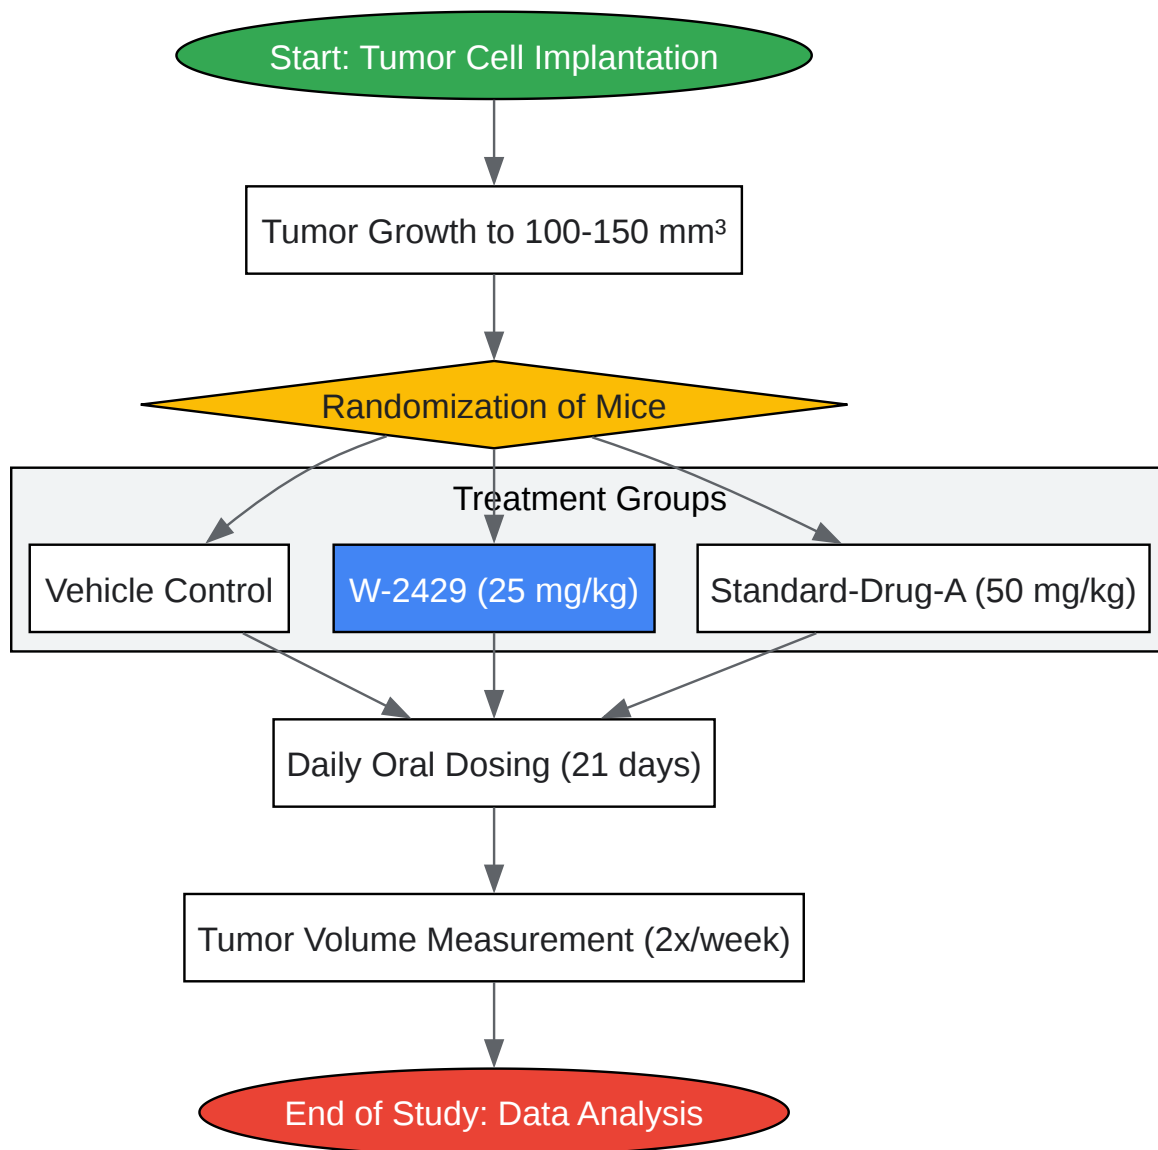 Start: Tumor Cell Implantation
Tumor Growth to 100-150 mm³
Randomization of Mice
Treatment Groups
Vehicle Control
W-2429 (25 mg/kg)
Standard-Drug-A (50 mg/kg)
Daily Oral Dosing (21 days)
Tumor Volume Measurement (2x/week)
End of Study: Data Analysis